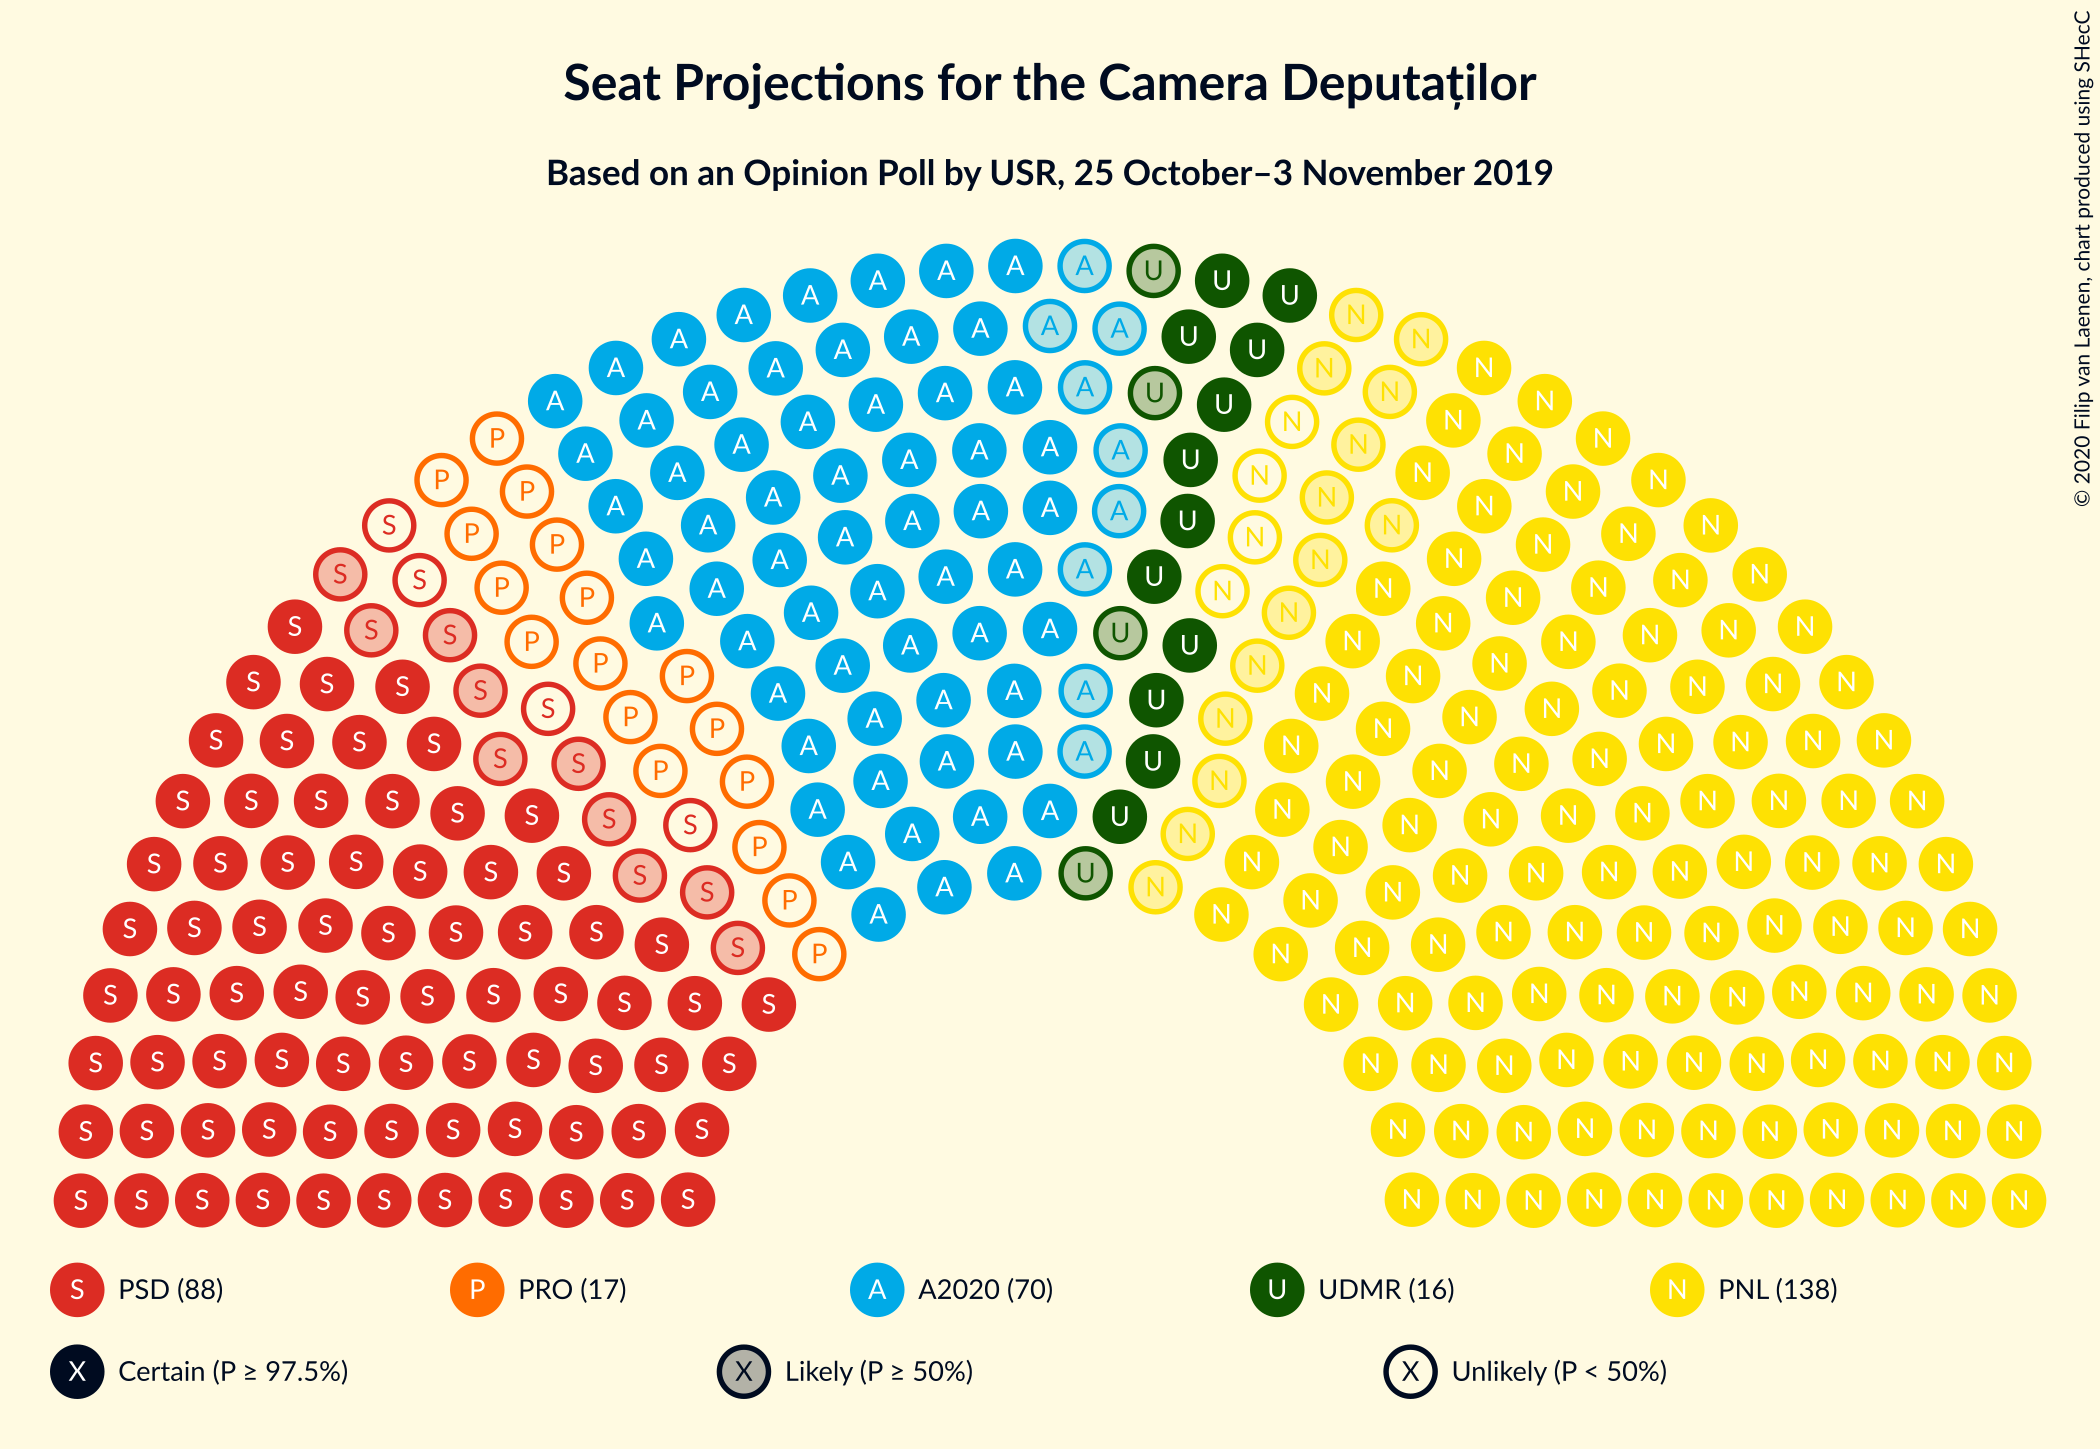 Seat Projections for the Camera Deputaților
Based on an Opinion Poll by USR, 25 October–3 November 2019
© 2020 Filip van Laenen, chart produced using SHecC
S PSD (88)
P PRO (17)
A A2020 (70)
U UDMR (16)
N PNL (138)
X Certain (P ≥ 97.5%)
X Likely (P ≥ 50%)
X Unlikely (P < 50%)